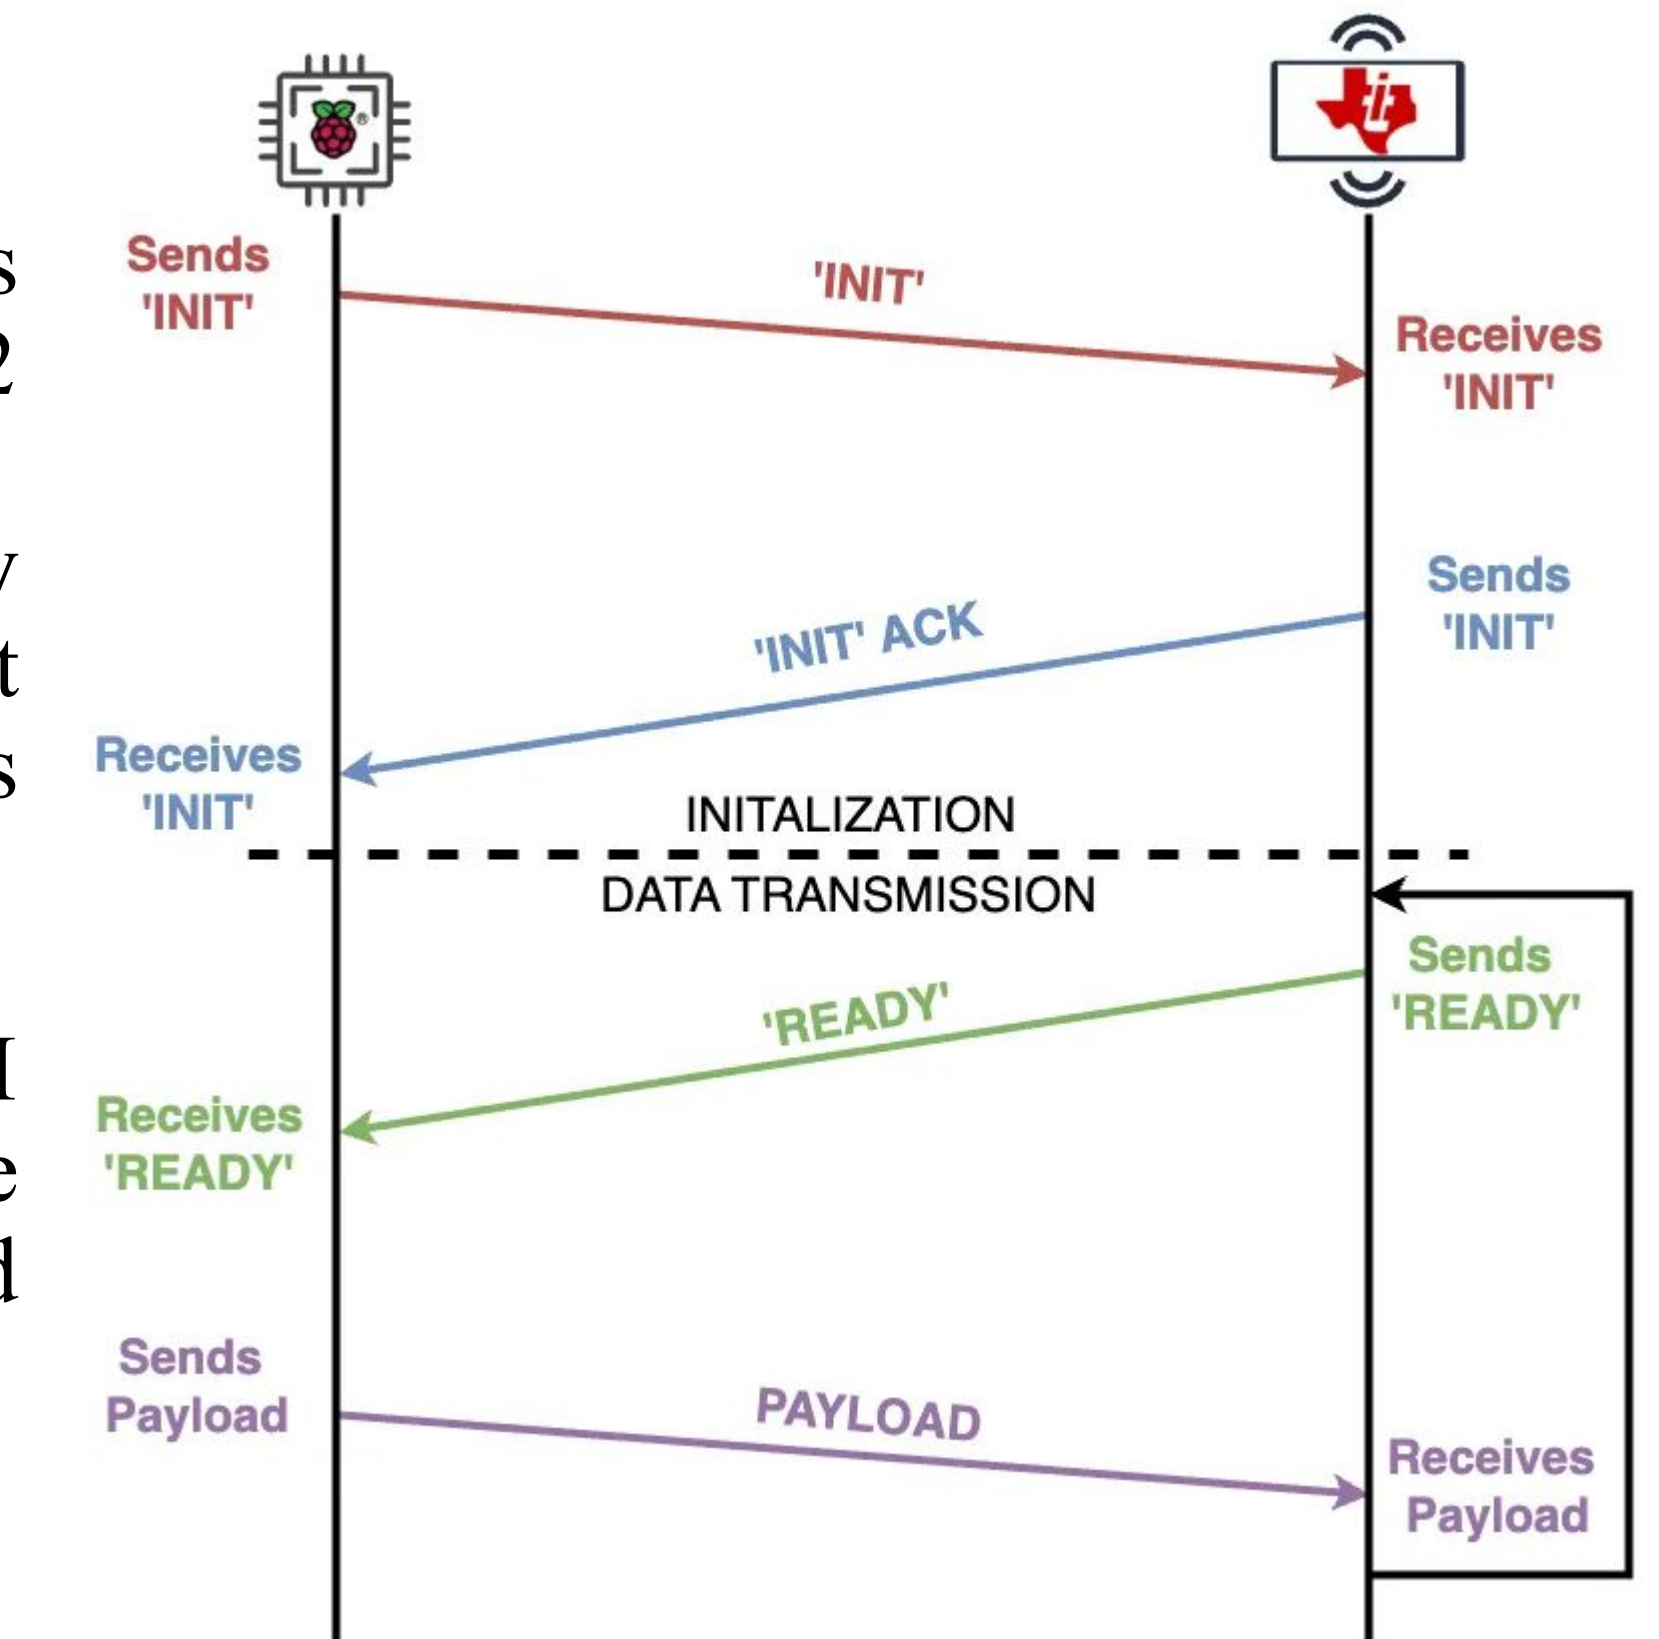 Sends
'INIT'
'INIT'
Receives
'INIT'
Sends
'INIT'
'INIT' ACK
Receives
'INIT'
INITALIZATION
DATA TRANSMISSION
Sends
'READY'
'READY'
Receives
'READY'
Sends
Payload
PAYLOAD
Receives
Payload
s
2
y
t
s
I
e
d